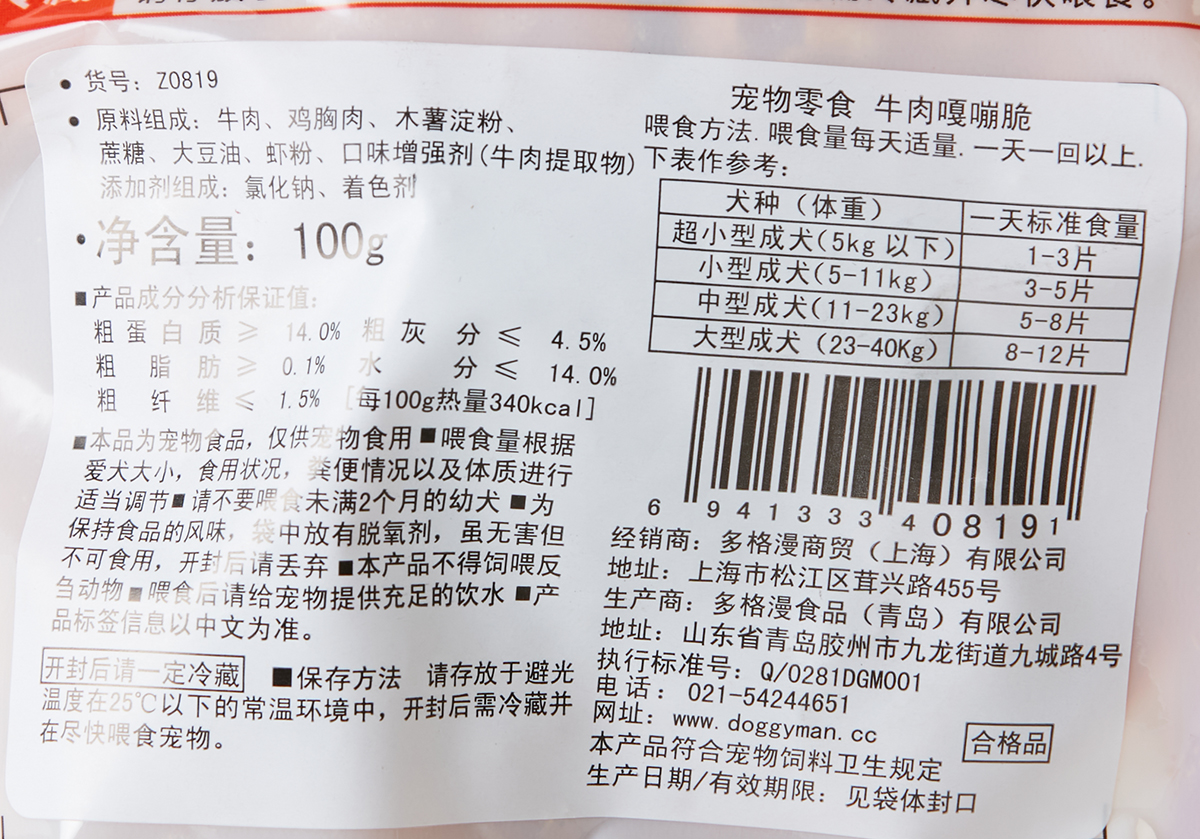 货号：Z0819
原料组成：牛肉、鸡胸肉、木薯淀粉、
蔗糖、大豆油、虾粉、口味增强剂(牛肉提取物)
添加剂组成：氯化钠、着色剂
净含量：100g
■产品成分分析保证值：
粗蛋白质≥ 14.0% 粗灰分≤ 4.5%
粗脂肪≥ 0.1% 水分≤ 14.0%
粗纤维≤ 1.5% [每100g热量340kcal]
■本品为宠物食品，仅供宠物食用■喂食量根据
爱犬大小，食用状况，粪便情况以及体质进行
适当调节■请不要喂食未满2个月的幼犬■为
保持食品的风味，袋中放有脱氧剂，虽无害但
不可食用，开封后请丢弃■本产品不得饲喂反
刍动物■喂食后请给宠物提供充足的饮水■产
品标签信息以中文为准。
开封后请一定冷藏 ■保存方法 请存放于避光
温度在25℃以下的常温环境中，开封后需冷藏并
在尽快喂食宠物。
宠物零食 牛肉嘎嘣脆
喂食方法.喂食量每天适量.一天一回以上.
下表作参考：
犬种（体重） 一天标准食量
超小型成犬(5kg以下) 1-3片
小型成犬(5-11kg) 3-5片
中型成犬(11-23kg) 5-8片
大型成犬（23-40Kg) 8-12片
6 941333 408191
经销商：多格漫商贸（上海）有限公司
地址：上海市松江区茸兴路455号
生产商：多格漫食品（青岛）有限公司
地址：山东省青岛胶州市九龙街道九城路4号
执行标准号：Q/0281DGM001
电话：021-54244651
网址：www.doggyman.cc
本产品符合宠物饲料卫生规定 合格品
生产日期/有效期限：见袋体封口